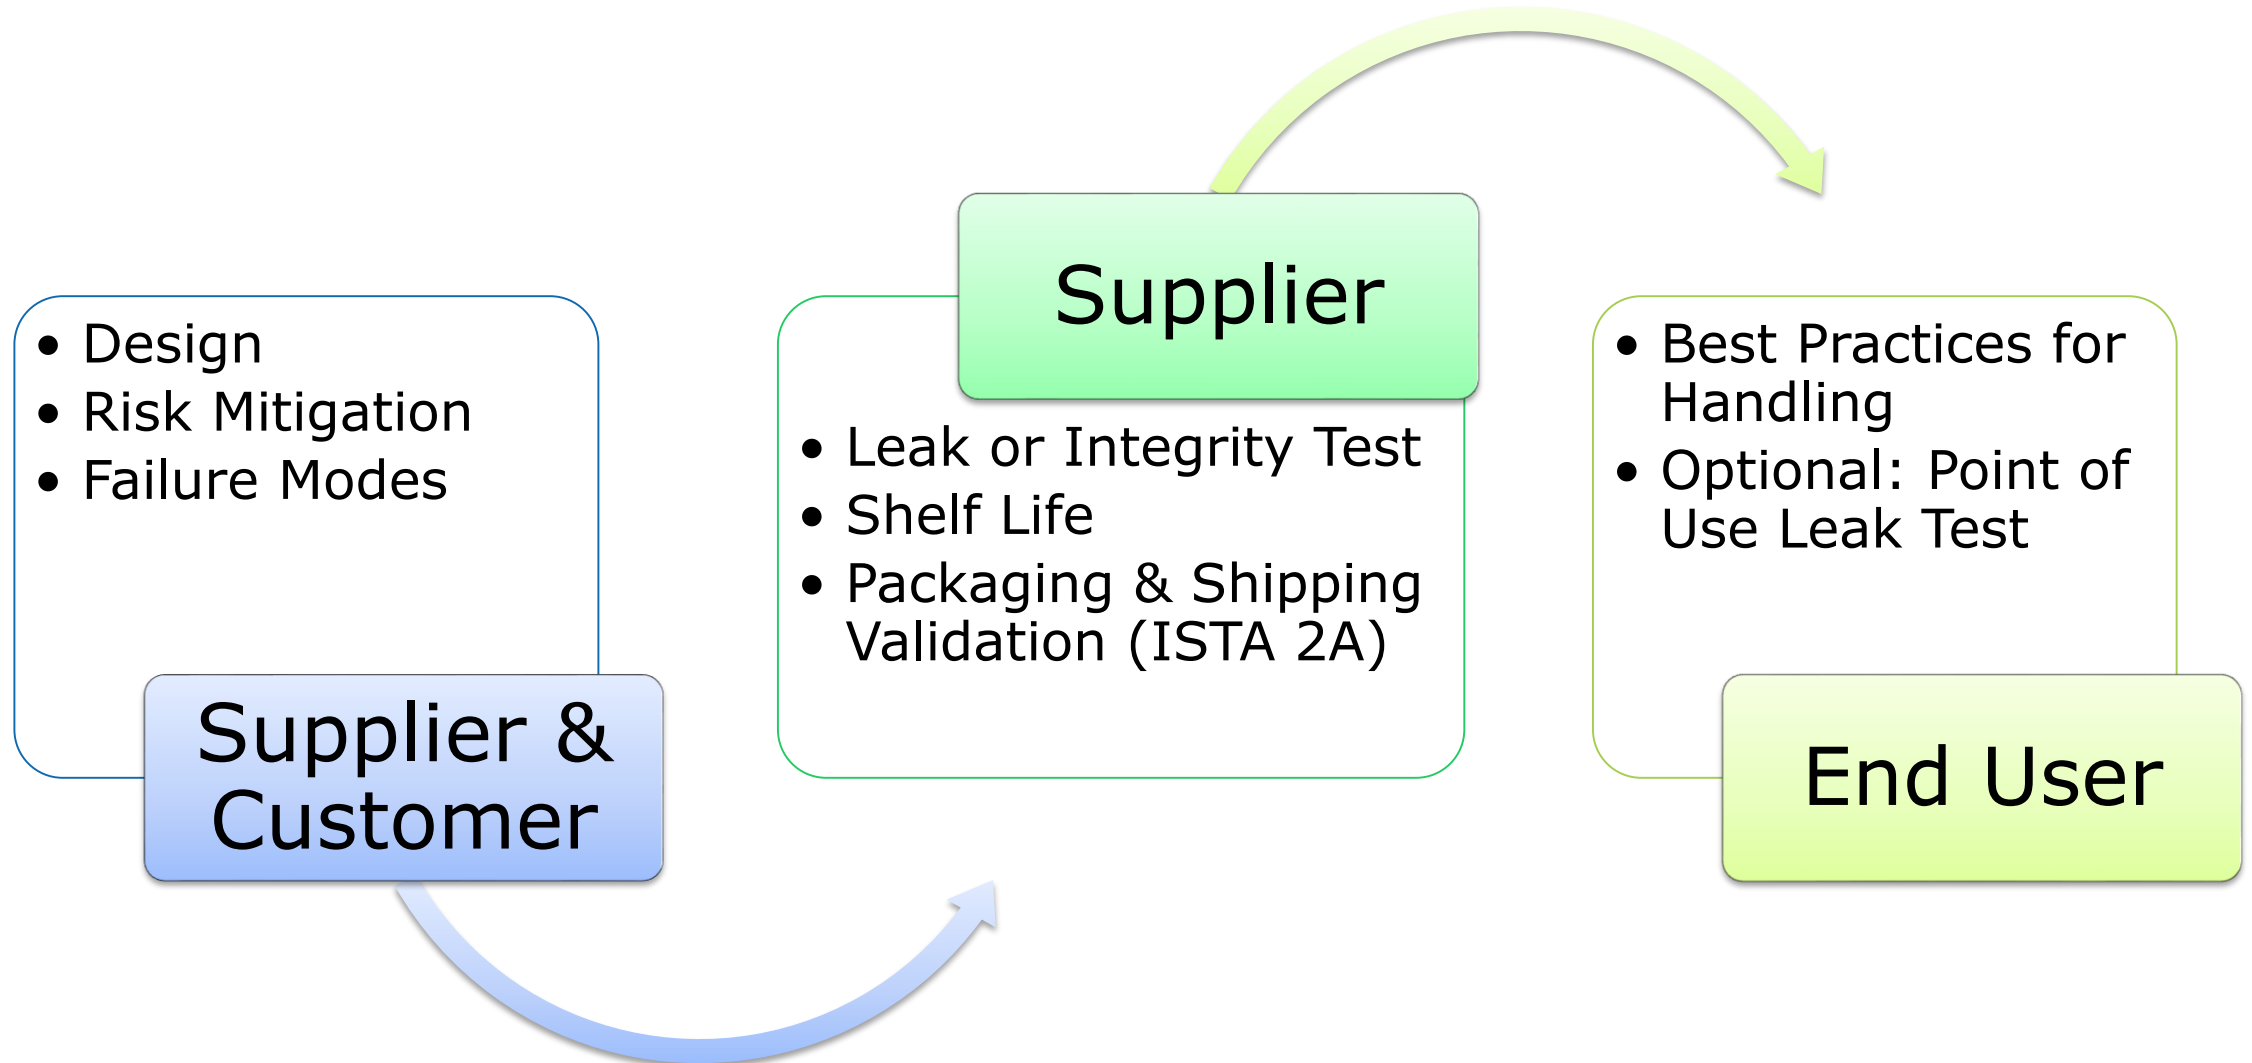 • Design
• Risk Mitigation
• Failure Modes
Supplier &
Customer
Supplier
• Leak or Integrity Test
• Shelf Life
• Packaging & Shipping
Validation (ISTA 2A)
• Best Practices for
Handling
• Optional: Point of
Use Leak Test
End User